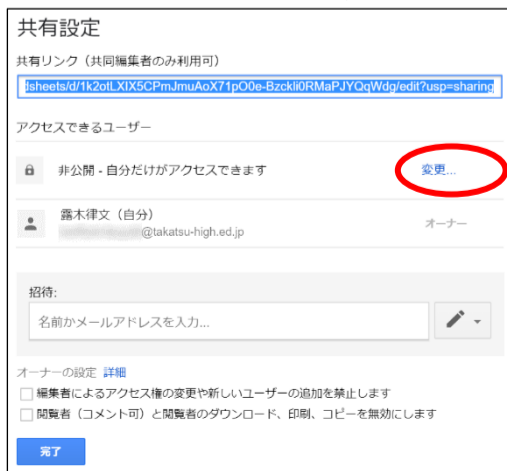 共有設定
共有リンク（共同編集者のみ利用可）
dsheets/d/1k2otLXIX5CPmJmuAoX71pO0e-Bzckli0RMaPJYQqWdg/edit?usp=sharing
アクセスできるユーザー
非公開 - 自分だけがアクセスできます 変更...
露木律文（自分） オーナー
@takatsu-high.ed.jp
招待:
名前かメールアドレスを入力...
オーナーの設定 詳細
編集者によるアクセス権の変更や新しいユーザーの追加を禁止します
閲覧者（コメント可）と閲覧者のダウンロード、印刷、コピーを無効にします
完了